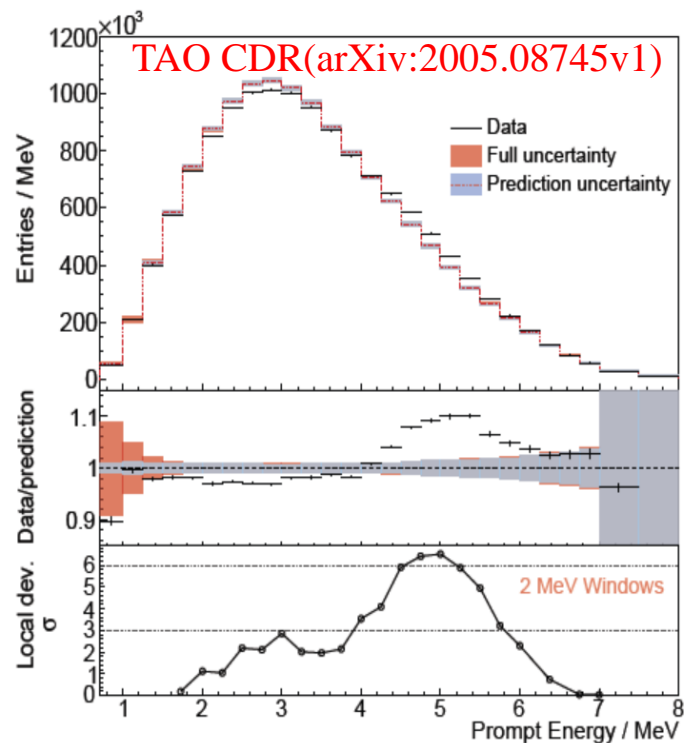 ×10³
TAO CDR(arXiv:2005.08745v1)
1200
1000
800
600
400
200
0
Entries / MeV
Data
Full uncertainty
Prediction uncertainty
1.1
1
0.9
Data/prediction
6
5
4
3
2
1
0
Local dev.
σ
2 MeV Windows
1 2 3 4 5 6 7 8
Prompt Energy / MeV